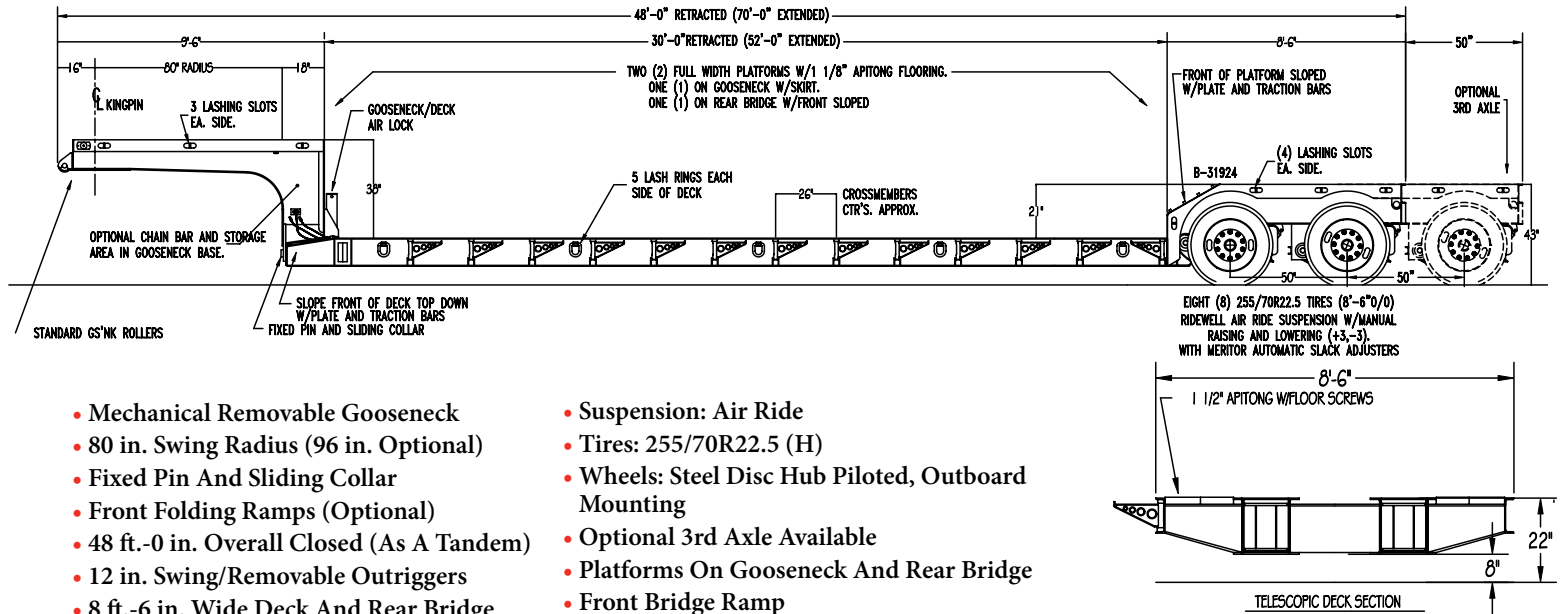 48'-0" RETRACTED (70'-0" EXTENDED)
9'-6"
30'-0"RETRACTED (52'-0" EXTENDED)
8'-6"
50"
16"
80" RADIUS
18"
TWO (2) FULL WIDTH PLATFORMS W/1 1/8" APITONG FLOORING.
ONE (1) ON GOOSENECK W/SKIRT.
ONE (1) ON REAR BRIDGE W/FRONT SLOPED
FRONT OF PLATFORM SLOPED
W/PLATE AND TRACTION BARS
OPTIONAL
3RD AXLE
KINGPIN
3 LASHING SLOTS
EA. SIDE.
GOOSENECK/DECK
AIR LOCK
(4) LASHING SLOTS
EA. SIDE.
B-31924
5 LASH RINGS EACH
SIDE OF DECK
38"
26"
CROSSMEMBERS
CTR'S. APPROX.
21"
43"
OPTIONAL CHAIN BAR AND STORAGE
AREA IN GOOSENECK BASE.
50"
50"
SLOPE FRONT OF DECK TOP DOWN
W/PLATE AND TRACTION BARS
FIXED PIN AND SLIDING COLLAR
STANDARD GS'NK ROLLERS
EIGHT (8) 255/70R22.5 TIRES (8'-6"O/O)
RIDEWELL AIR RIDE SUSPENSION W/MANUAL
RAISING AND LOWERING (+3,-3).
WITH MERITOR AUTOMATIC SLACK ADJUSTERS
• Mechanical Removable Gooseneck
• 80 in. Swing Radius (96 in. Optional)
• Fixed Pin And Sliding Collar
• Front Folding Ramps (Optional)
• 48 ft.-0 in. Overall Closed (As A Tandem)
• 12 in. Swing/Removable Outriggers
• 8 ft.-6 in. Wide Deck And Rear Bridge
• Suspension: Air Ride
• Tires: 255/70R22.5 (H)
• Wheels: Steel Disc Hub Piloted, Outboard
Mounting
• Optional 3rd Axle Available
• Platforms On Gooseneck And Rear Bridge
• Front Bridge Ramp
8'-6"
1 1/2" APITONG W/FLOOR SCREWS
22"
8"
TELESCOPIC DECK SECTION